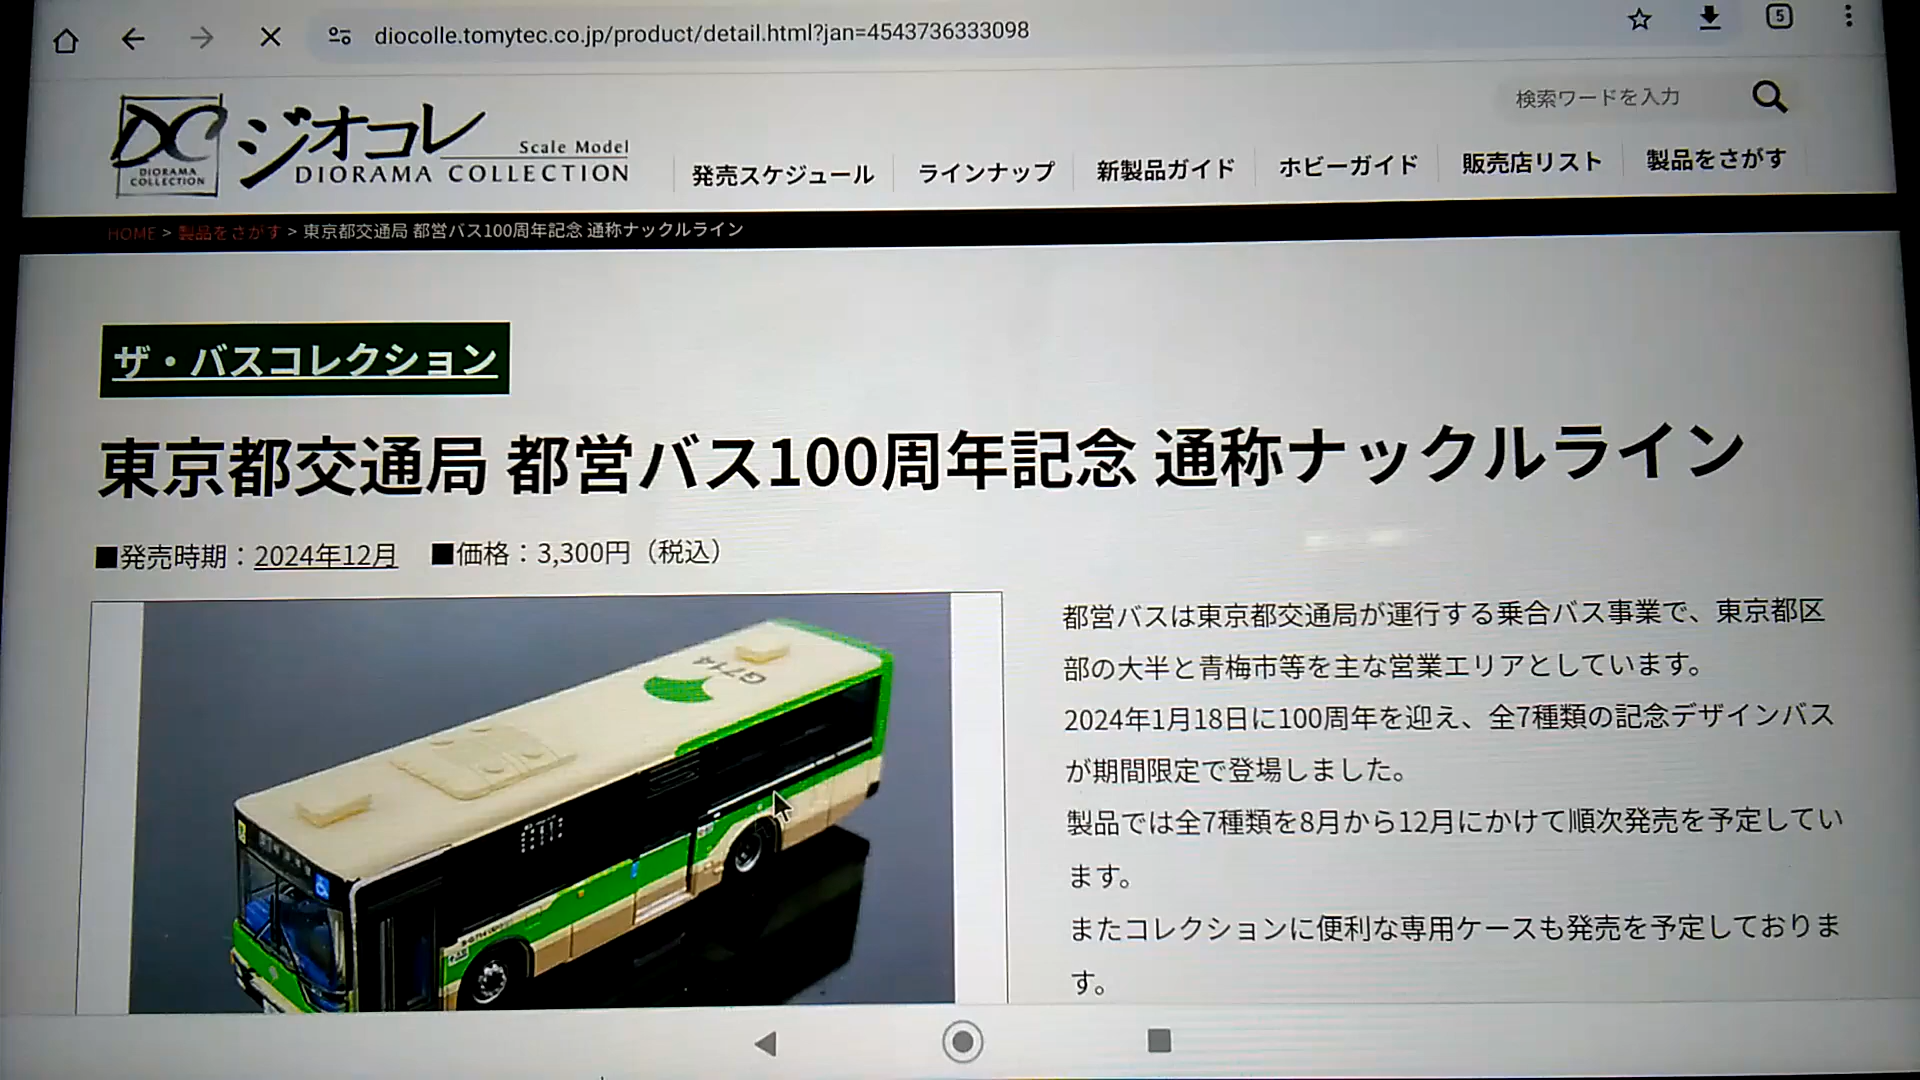 diocolle.tomytec.co.jp/product/detail.html?jan=4543736333098
5
DC
DIORAMA
COLLECTION
ジオコレ
Scale Model
DIORAMA COLLECTION
検索ワードを入力
発売スケジュール
ラインナップ
新製品ガイド
ホビーガイド
販売店リスト
製品をさがす
HOME > 製品をさがす > 東京都交通局 都営バス100周年記念 通称ナックルライン
ザ・バスコレクション
東京都交通局 都営バス100周年記念 通称ナックルライン
■発売時期：2024年12月 ■価格：3,300円（税込）
G714
都営バスは東京都交通局が運行する乗合バス事業で、東京都区
部の大半と青梅市等を主な営業エリアとしています。
2024年1月18日に100周年を迎え、全7種類の記念デザインバス
が期間限定で登場しました。
製品では全7種類を8月から12月にかけて順次発売を予定してい
ます。
またコレクションに便利な専用ケースも発売を予定しておりま
す。